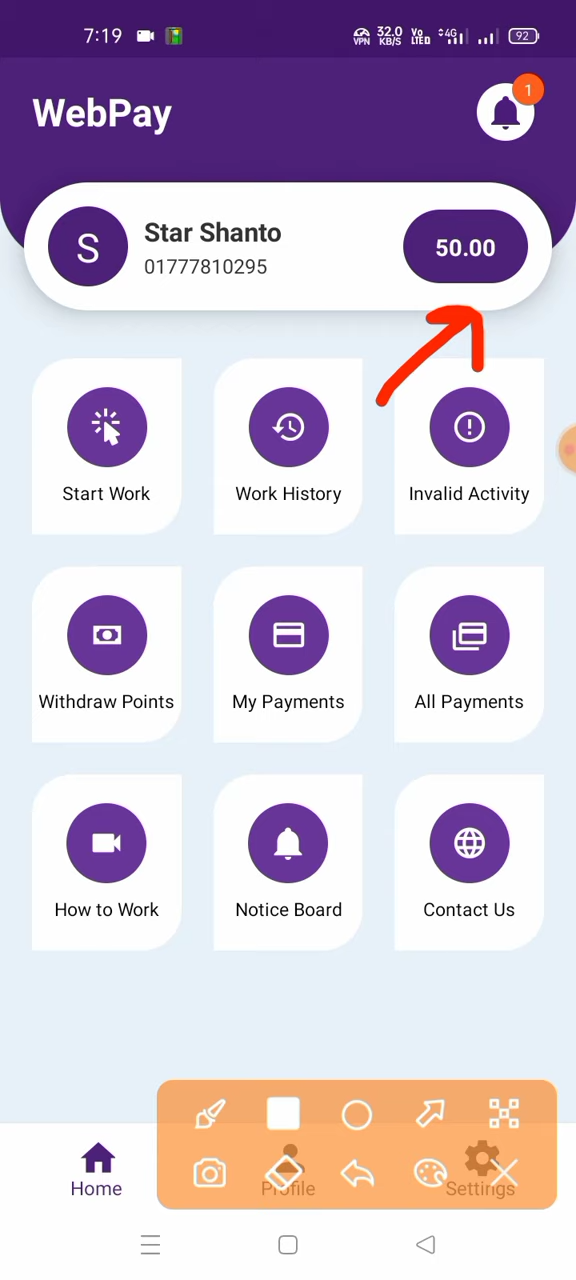 7:19
VPN
32.0
KB/S
Vo
LTED
4G
92
WebPay
1
S
Star Shanto
01777810295
50.00
Start Work
Work History
Invalid Activity
Withdraw Points
My Payments
All Payments
How to Work
Notice Board
Contact Us
Home
Profile
Settings